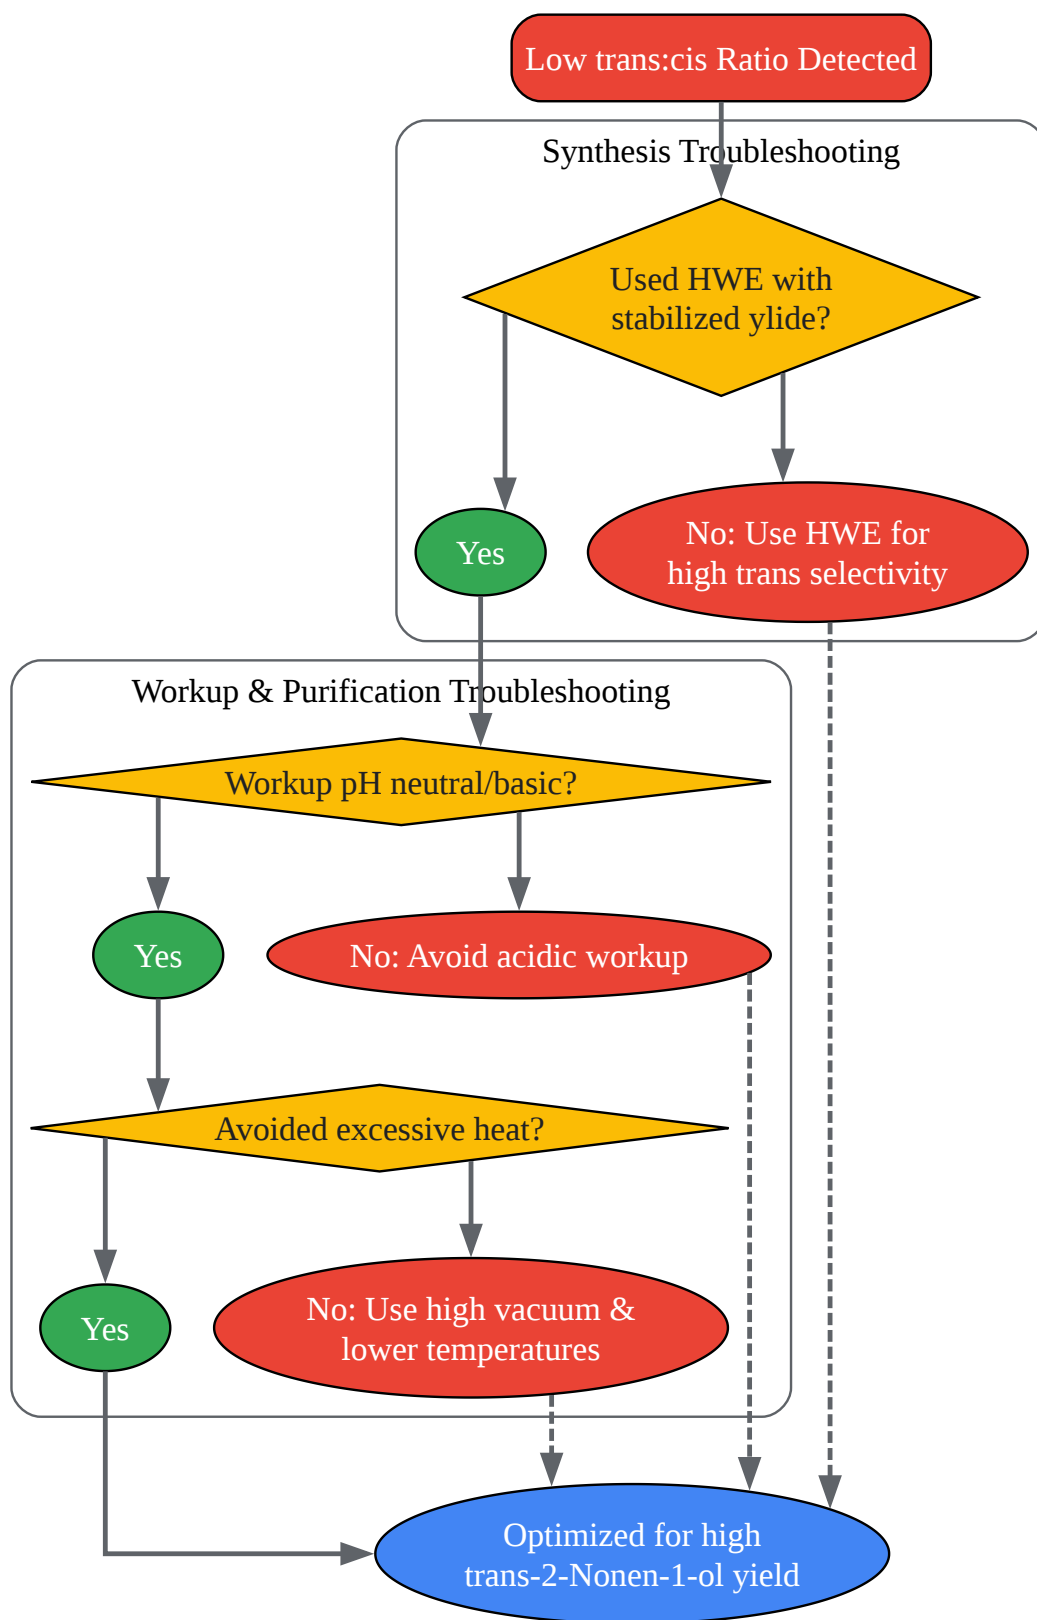 Low trans:cis Ratio Detected
Synthesis Troubleshooting
Used HWE with
stabilized ylide?
Yes
No: Use HWE for
high trans selectivity
Workup & Purification Troubleshooting
Workup pH neutral/basic?
Yes
No: Avoid acidic workup
Avoided excessive heat?
Yes
No: Use high vacuum &
lower temperatures
Optimized for high
trans-2-Nonen-1-ol yield